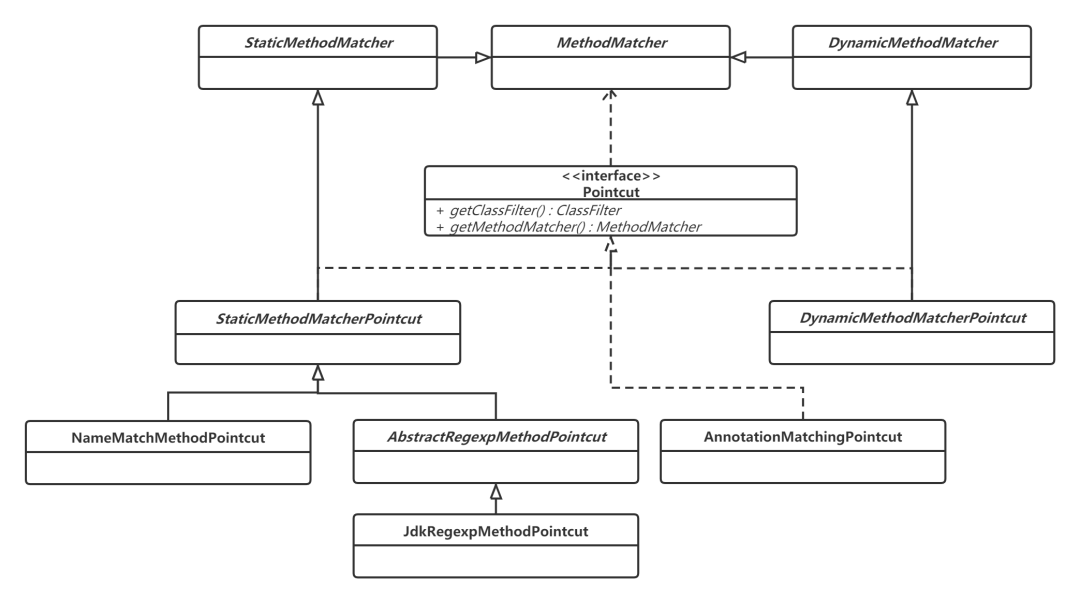 StaticMethodMatcher
MethodMatcher
DynamicMethodMatcher
<<interface>>
Pointcut
+ getClassFilter() : ClassFilter
+ getMethodMatcher() : MethodMatcher
StaticMethodMatcherPointcut
DynamicMethodMatcherPointcut
NameMatchMethodPointcut
AbstractRegexpMethodPointcut
AnnotationMatchingPointcut
JdkRegexpMethodPointcut